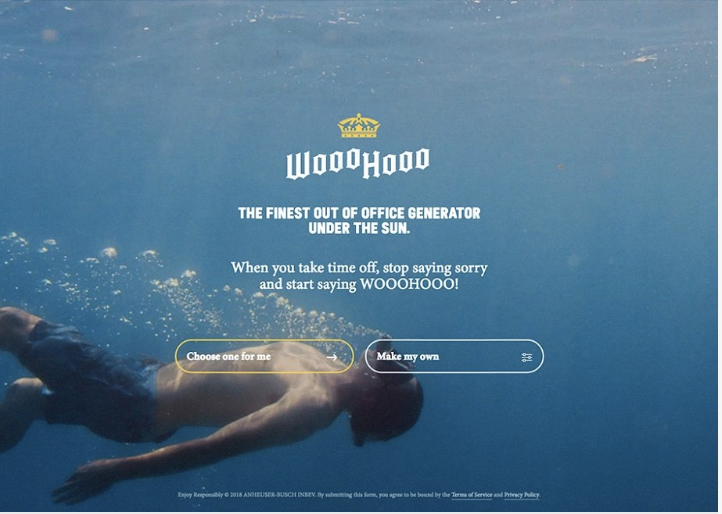 WoooHooo
THE FINEST OUT OF OFFICE GENERATOR
UNDER THE SUN.
When you take time off, stop saying sorry
and start saying WOOOHOOO!
Choose one for me
Make my own
Enjoy Responsibly © 2018 ANHEUSER-BUSCH INBEV. By submitting this form, you agree to be bound by the Terms of Service and Privacy Policy.